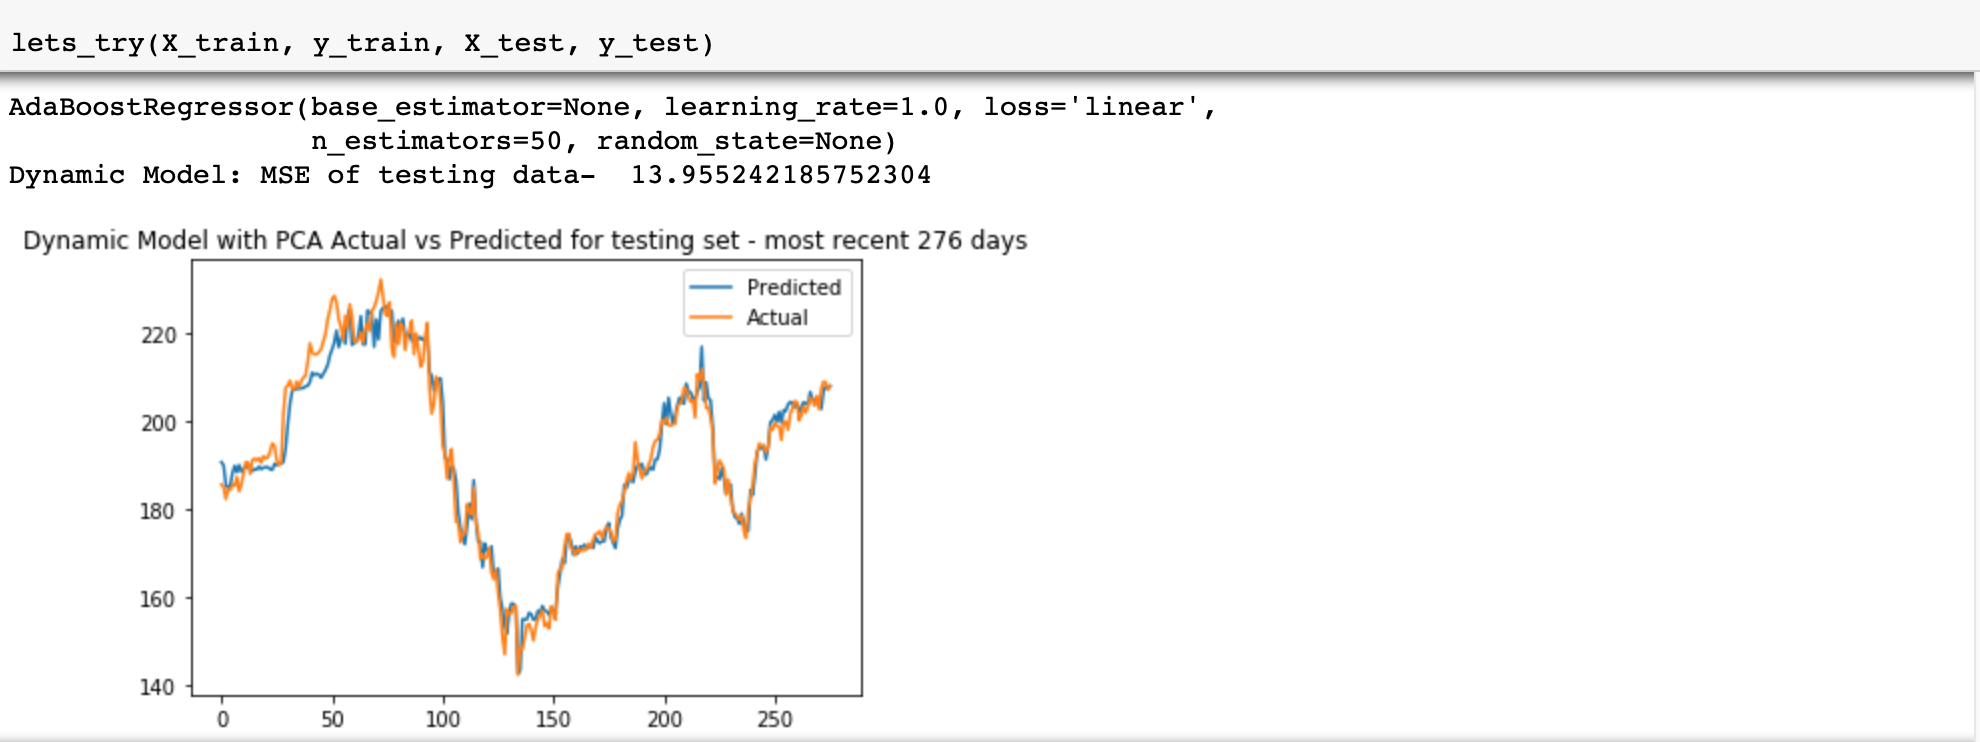 lets_try(X_train, y_train, X_test, y_test)
AdaBoostRegressor(base_estimator=None, learning_rate=1.0, loss='linear',
n_estimators=50, random_state=None)
Dynamic Model: MSE of testing data-  13.955242185752304
Dynamic Model with PCA Actual vs Predicted for testing set - most recent 276 days
Predicted
Actual
220
200
180
160
140
0 50 100 150 200 250